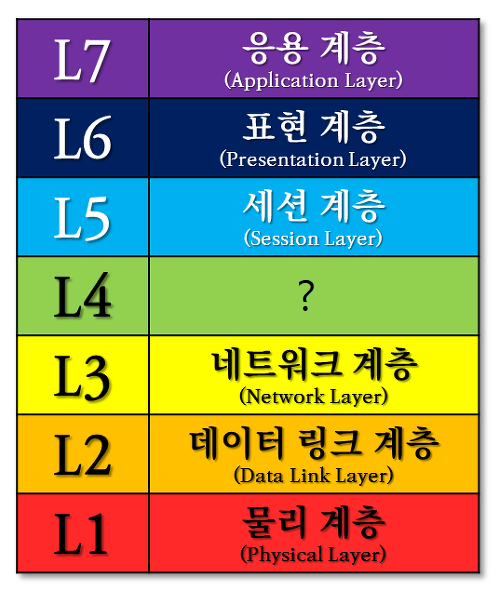 L7
응용 계층
(Application Layer)
L6
표현 계층
(Presentation Layer)
L5
세션 계층
(Session Layer)
L4
?
L3
네트워크 계층
(Network Layer)
L2
데이터 링크 계층
(Data Link Layer)
L1
물리 계층
(Physical Layer)